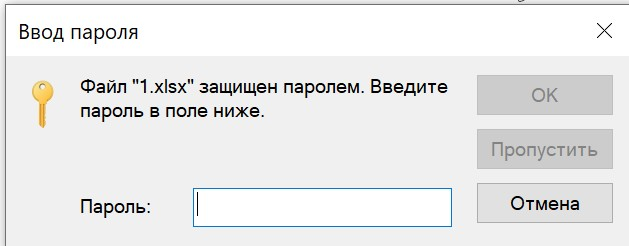 Ввод пароля
Файл "1.xlsx" защищен паролем. Введите
пароль в поле ниже.
OK
Пропустить
Пароль:
Отмена